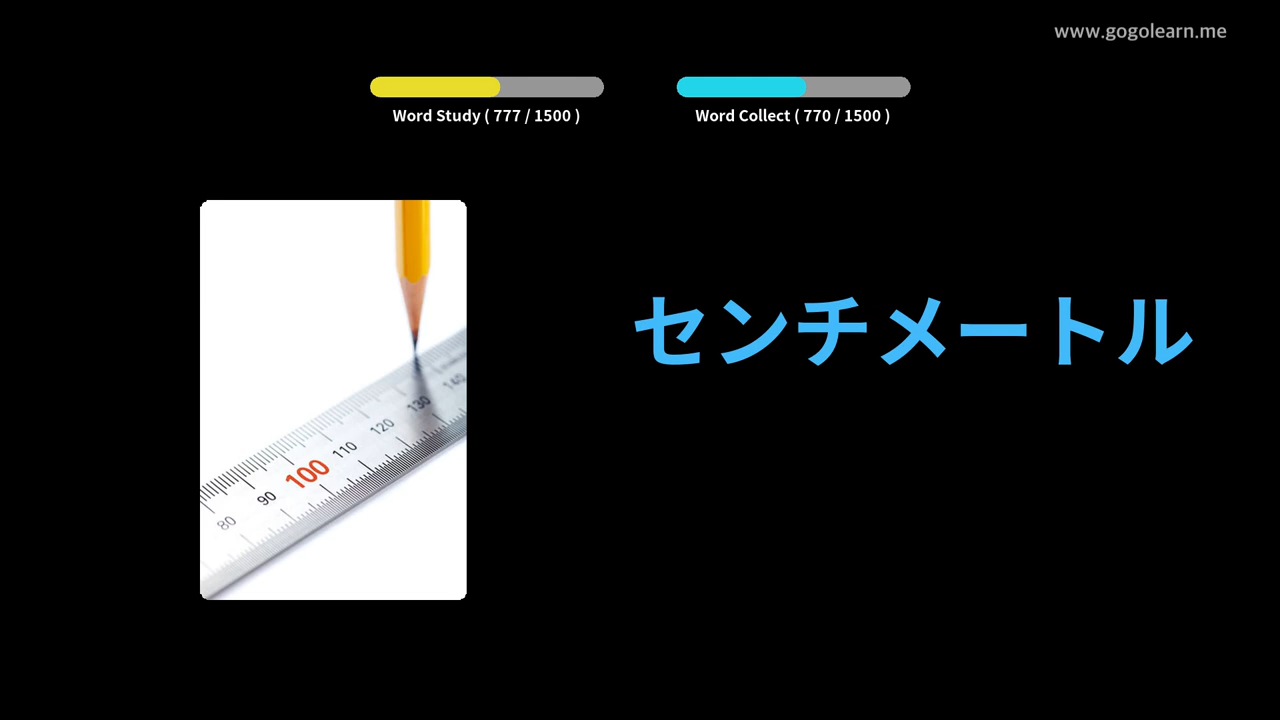 www.gogolearn.me
Word Study ( 777 / 1500 )
Word Collect ( 770 / 1500 )
センチメートル
80
90
100
110
120
130
140